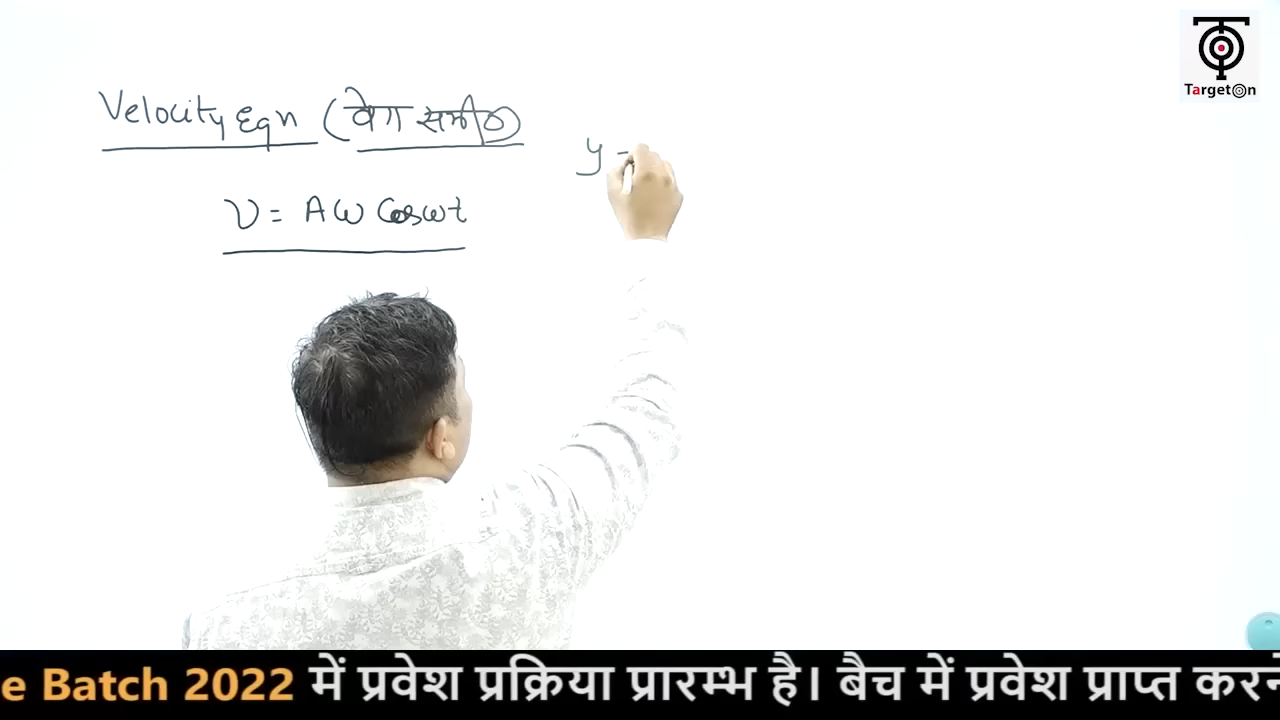 Velocity Eqn (वेग समी०)
y -
v = Aω Cosωt
TargetOn
e Batch 2022 में प्रवेश प्रक्रिया प्रारम्भ है। बैच में प्रवेश प्राप्त करने